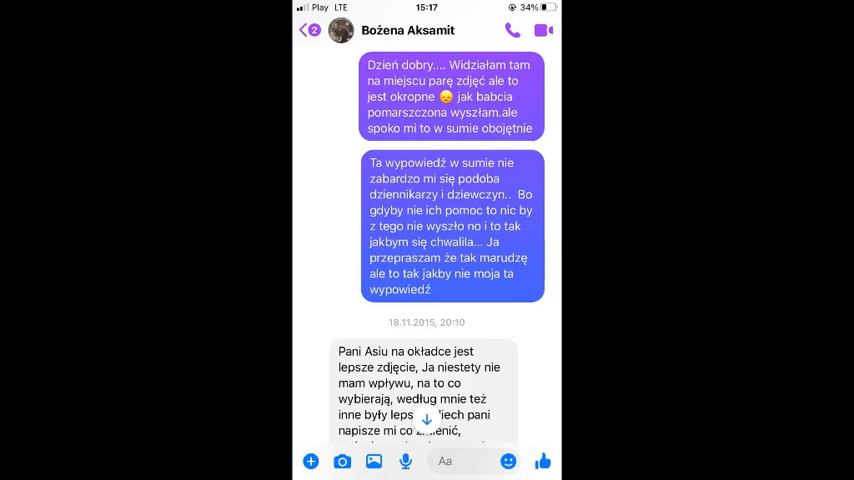 Play LTE 15:17 34%
2 Bożena Aksamit
Dzień dobry.... Widziałam tam
na miejscu parę zdjęć ale to
jest okropne 😞 jak babcia
pomarszczona wyszłam.ale
spoko mi to w sumie obojętnie
Ta wypowiedź w sumie nie
zabardzo mi się podoba
dziennikarzy i dziewczyn.. Bo
gdyby nie ich pomoc to nic by
z tego nie wyszło no i to tak
jakbym się chwalila... Ja
przepraszam że tak marudzę
ale to tak jakby nie moja ta
wypowiedź
18.11.2015, 20:10
Pani Asiu na okładce jest
lepsze zdjęcie, Ja niestety nie
mam wpływu, na to co
wybierają, według mnie też
inne były pani
napisze mi co
Aa